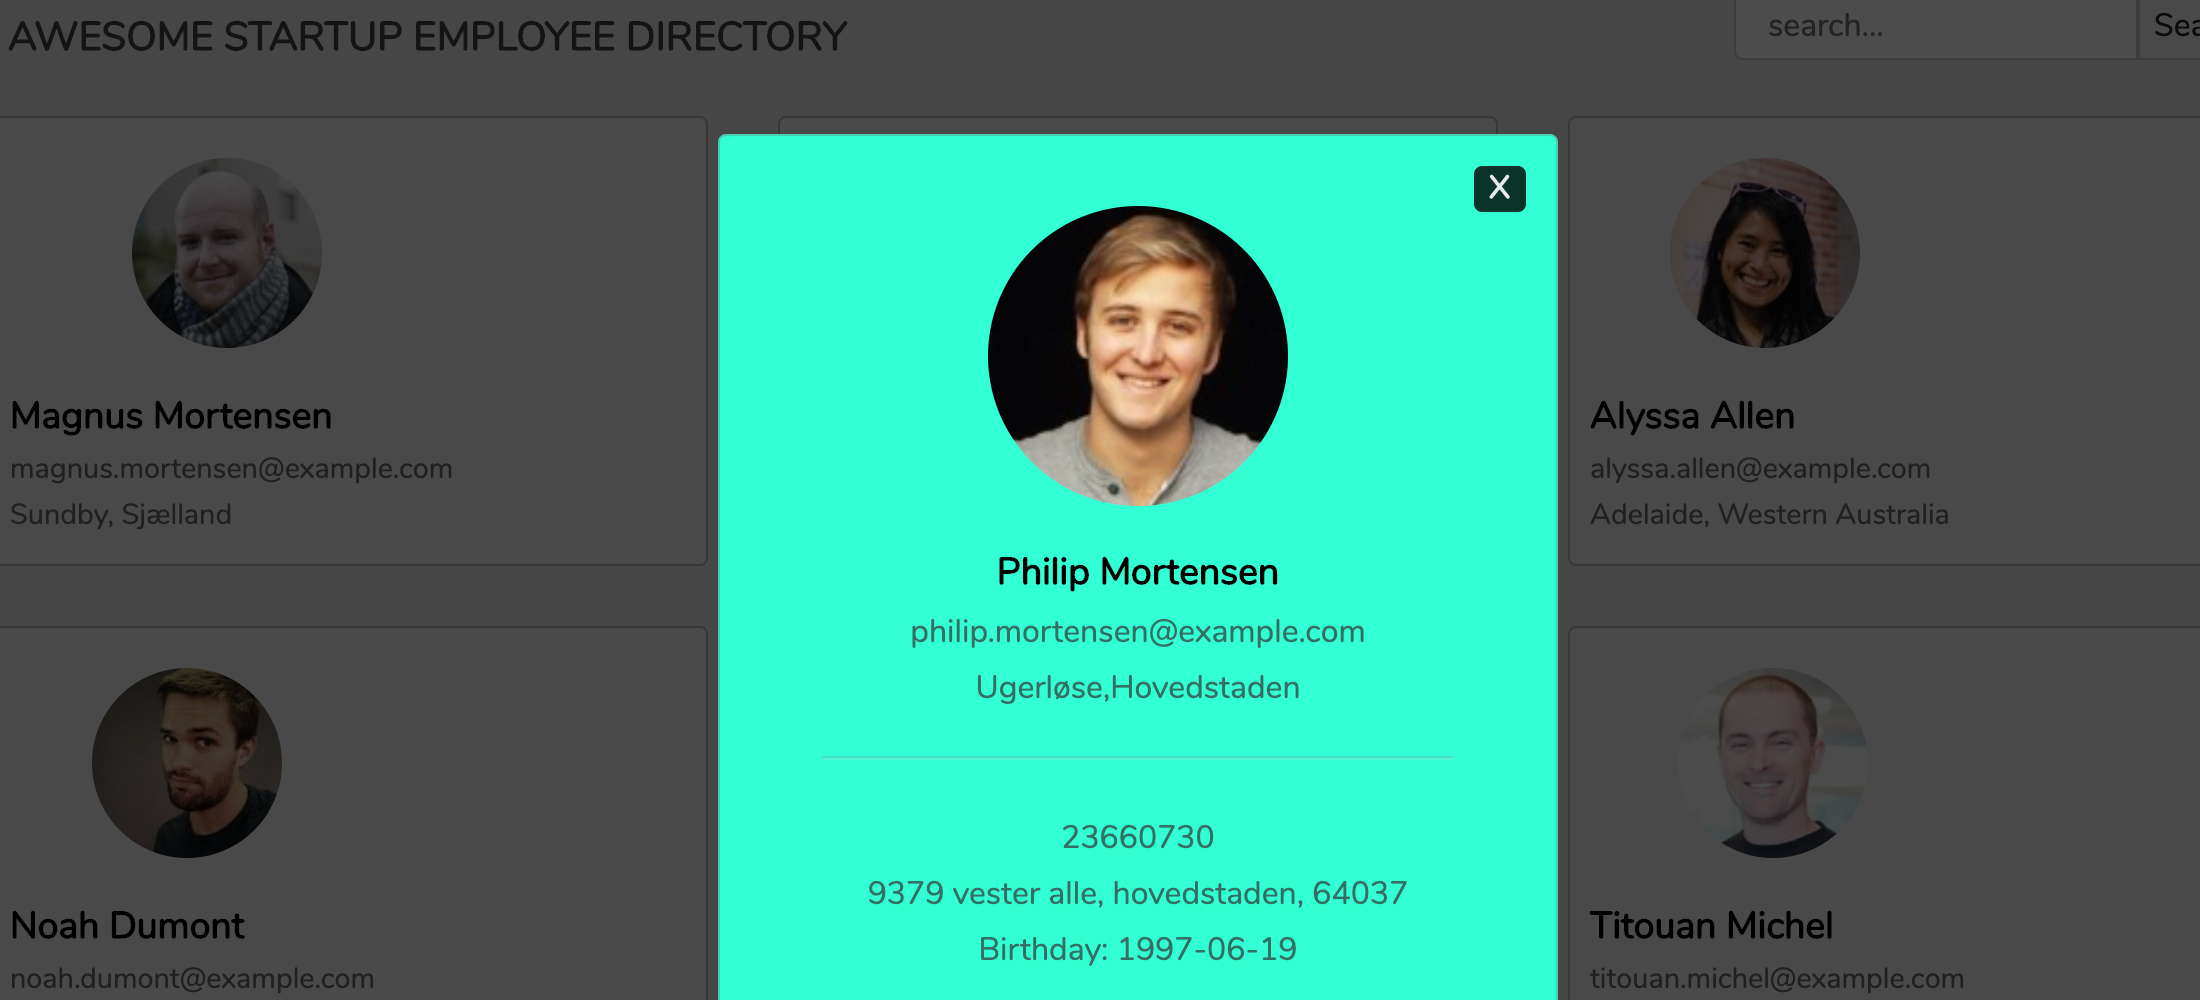 AWESOME STARTUP EMPLOYEE DIRECTORY
search...
X
Magnus Mortensen
magnus.mortensen@example.com
Sundby, Sjælland
Philip Mortensen
philip.mortensen@example.com
Ugerløse,Hovedstaden
23660730
9379 vester alle, hovedstaden, 64037
Birthday: 1997-06-19
Alyssa Allen
alyssa.allen@example.com
Adelaide, Western Australia
Noah Dumont
noah.dumont@example.com
Titouan Michel
titouan.michel@example.com